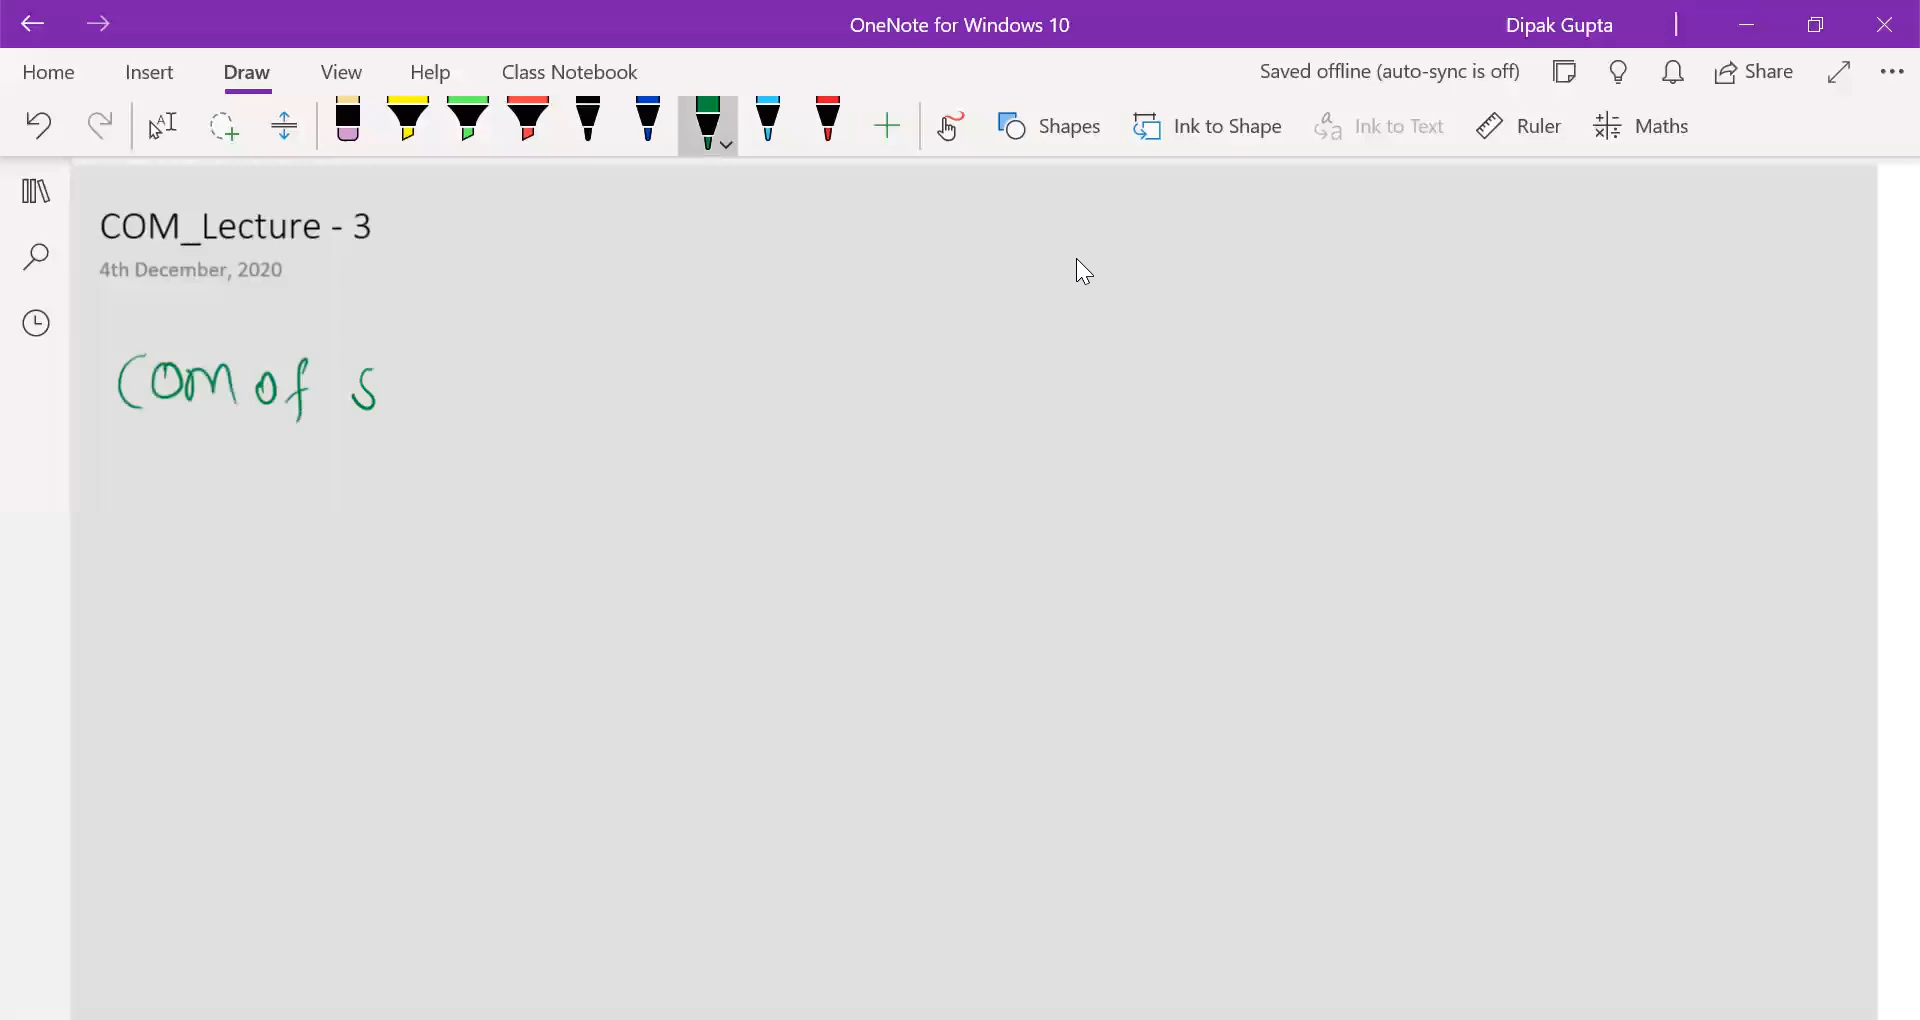 OneNote for Windows 10
Dipak Gupta
Home Insert Draw View Help Class Notebook
Saved offline (auto-sync is off) Share
Shapes Ink to Shape Ink to Text Ruler Maths
COM_Lecture - 3
4th December, 2020
COM of s